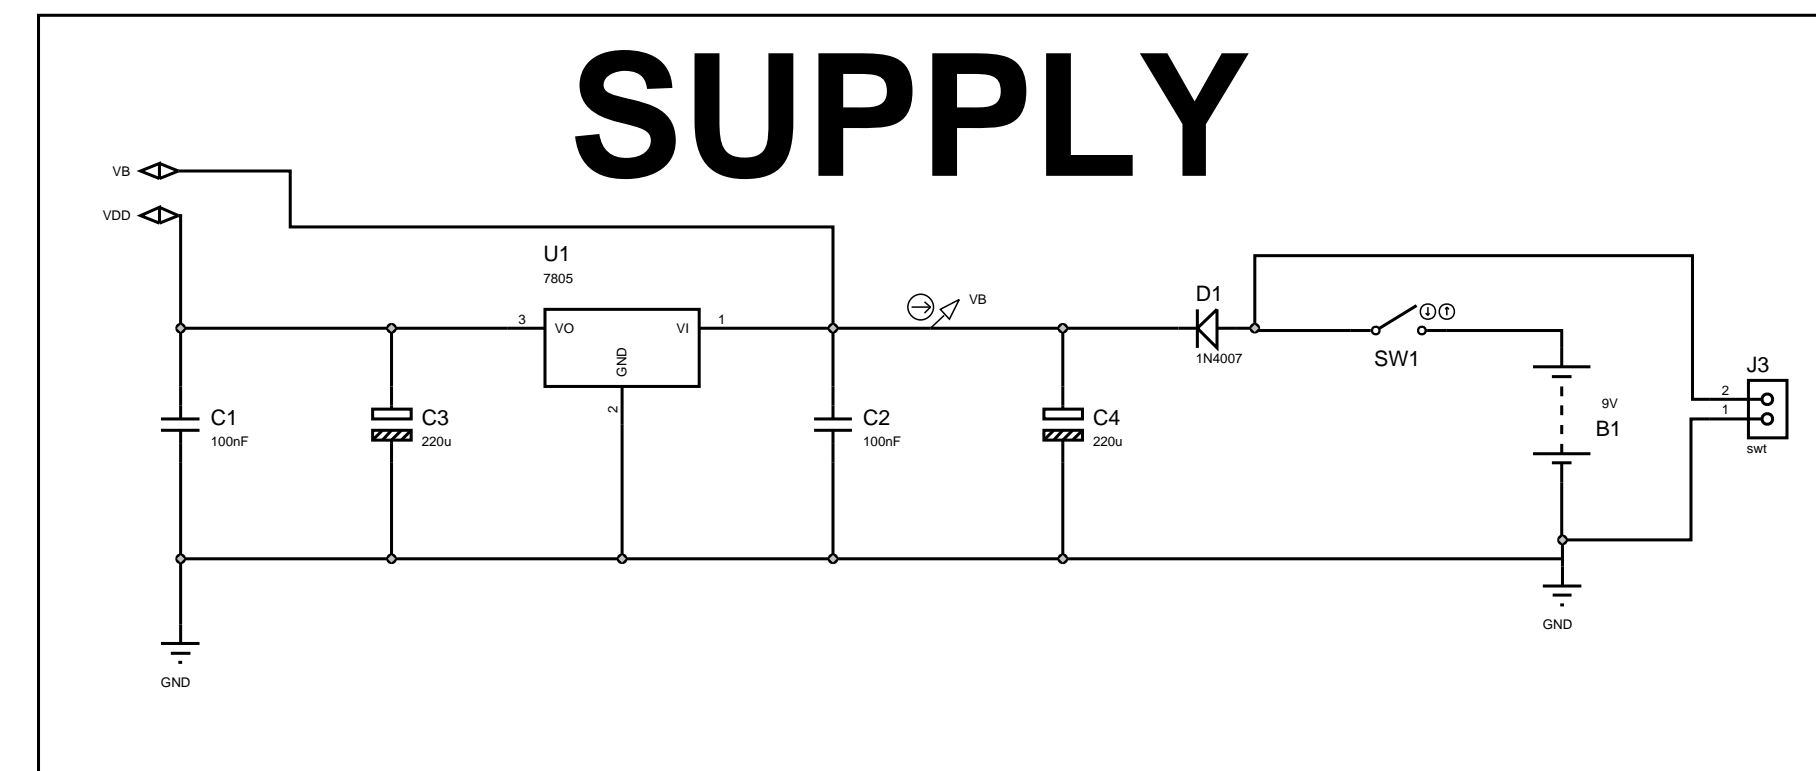 SUPPLY
VB
VDD
U1
7805
3
VO
VI
1
GND
2
VB
D1
1N4007
SW1
J3
2
1
swt
9V
B1
C1
100nF
C3
220u
C2
100nF
C4
220u
GND
GND